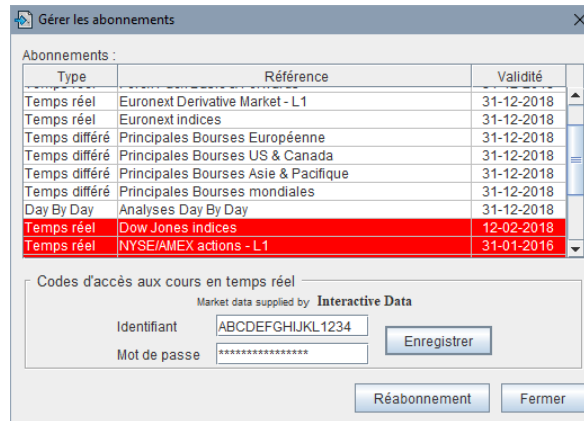 Gérer les abonnements
Abonnements :
Type Référence Validité
Temps réel Euronext Derivative Market - L1 31-12-2018
Temps réel Euronext indices 31-12-2018
Temps différé Principales Bourses Européenne 31-12-2018
Temps différé Principales Bourses US & Canada 31-12-2018
Temps différé Principales Bourses Asie & Pacifique 31-12-2018
Temps différé Principales Bourses mondiales 31-12-2018
Day By Day Analyses Day By Day 31-12-2018
Temps réel Dow Jones indices 12-02-2018
Temps réel NYSE/AMEX actions - L1 31-01-2016
Codes d'accès aux cours en temps réel
Market data supplied by Interactive Data
Identifiant ABCDEFGHIJKL1234
Enregistrer
Mot de passe ****************
Réabonnement Fermer